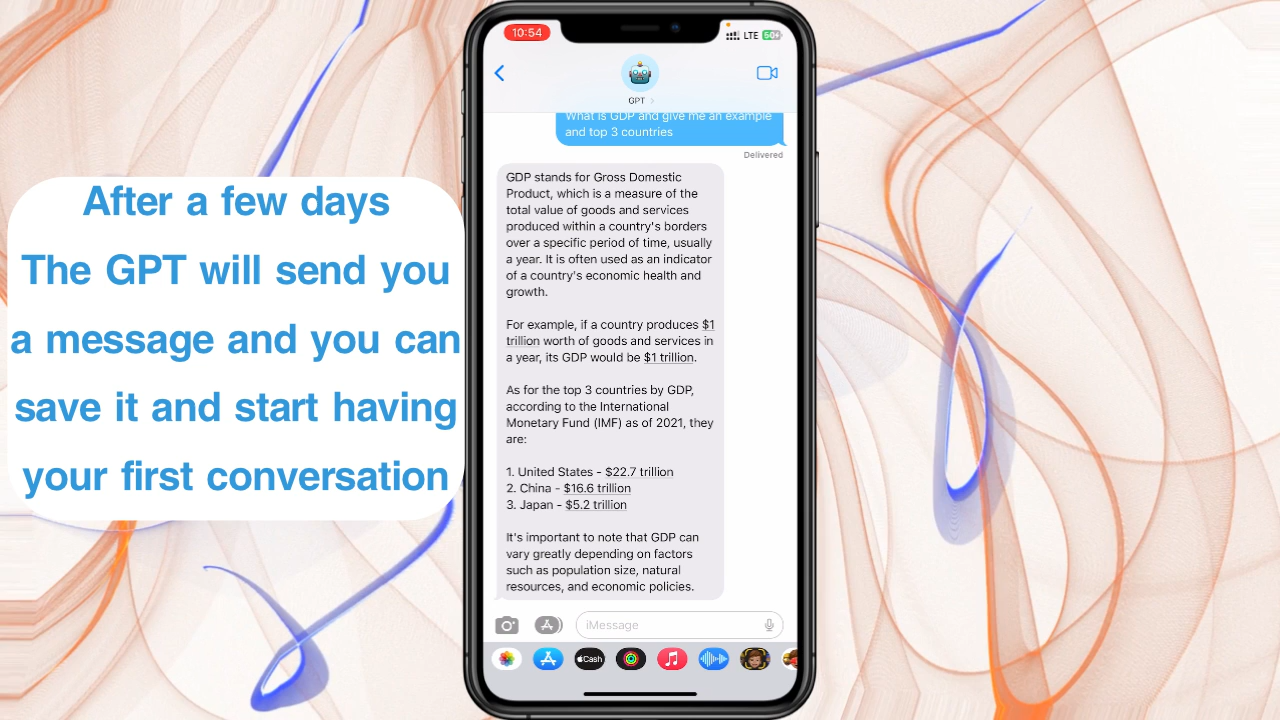 After a few days
The GPT will send you
a message and you can
save it and start having
your first conversation
10:54
LTE
60
GPT
What is GDP and give me an example
and top 3 countries
Delivered
GDP stands for Gross Domestic
Product, which is a measure of the
total value of goods and services
produced within a country's borders
over a specific period of time, usually
a year. It is often used as an indicator
of a country's economic health and
growth.
For example, if a country produces $1
trillion worth of goods and services in
a year, its GDP would be $1 trillion.
As for the top 3 countries by GDP,
according to the International
Monetary Fund (IMF) as of 2021, they
are:
1. United States - $22.7 trillion
2. China - $16.6 trillion
3. Japan - $5.2 trillion
It's important to note that GDP can
vary greatly depending on factors
such as population size, natural
resources, and economic policies.
iMessage
Cash